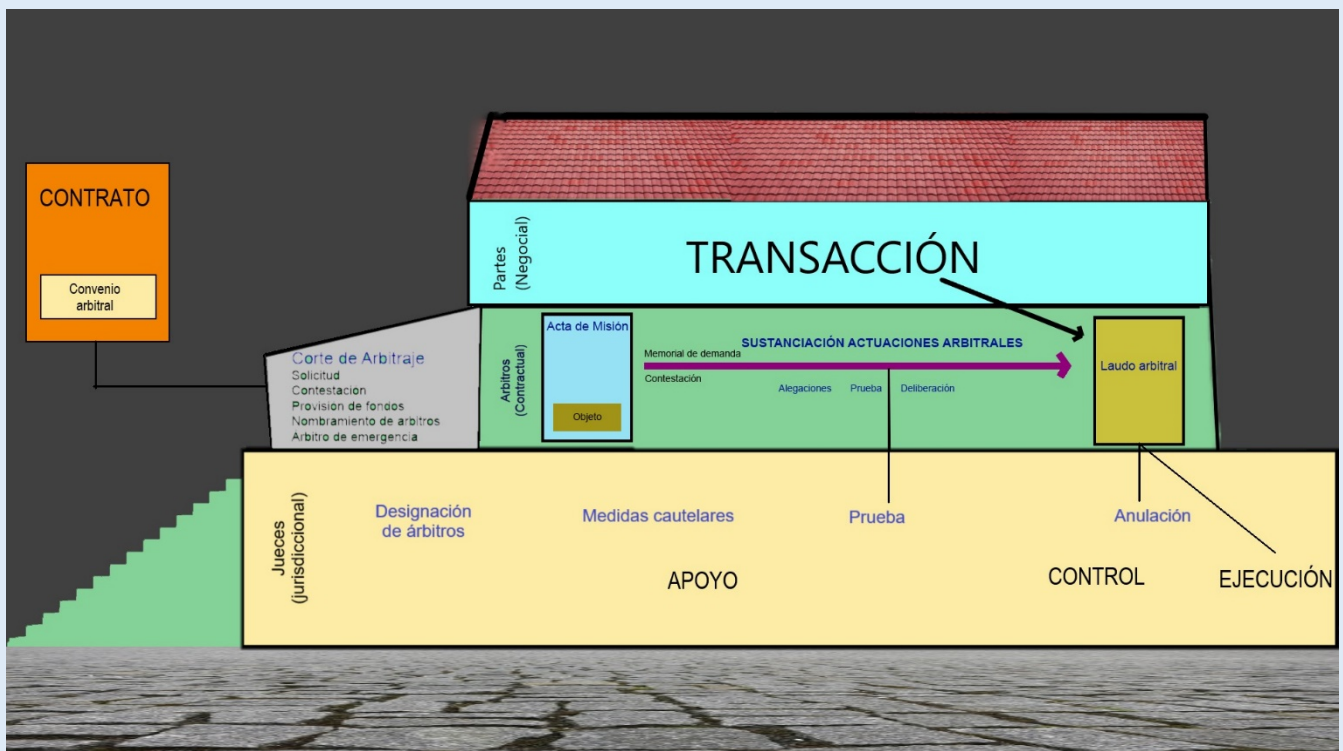 CONTRATO
Convenio
arbitral
Corte de Arbitraje
Solicitud
Contestación
Provisión de fondos
Nombramiento de arbitros
Arbitro de emergencia
Partes
(Negocial)
TRANSACCIÓN
Arbitros
(Contractual)
Acta de Misión
Objeto
SUSTANCIACIÓN ACTUACIONES ARBITRALES
Memorial de demanda
Contestación
Alegaciones Prueba Deliberación
Laudo arbitral
Jueces
(jurisdiccional)
Designación
de árbitros
Medidas cautelares
Prueba
Anulación
APOYO
CONTROL
EJECUCIÓN